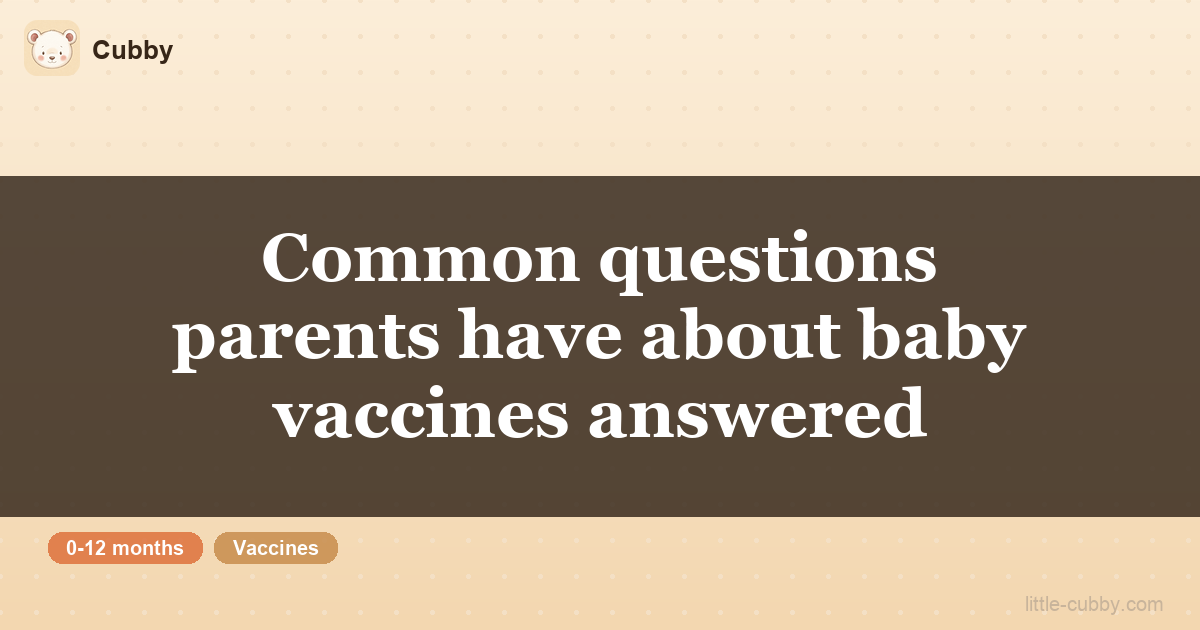 Cubby
Common questions
parents have about baby
vaccines answered
0-12 months
Vaccines
little-cubby.com